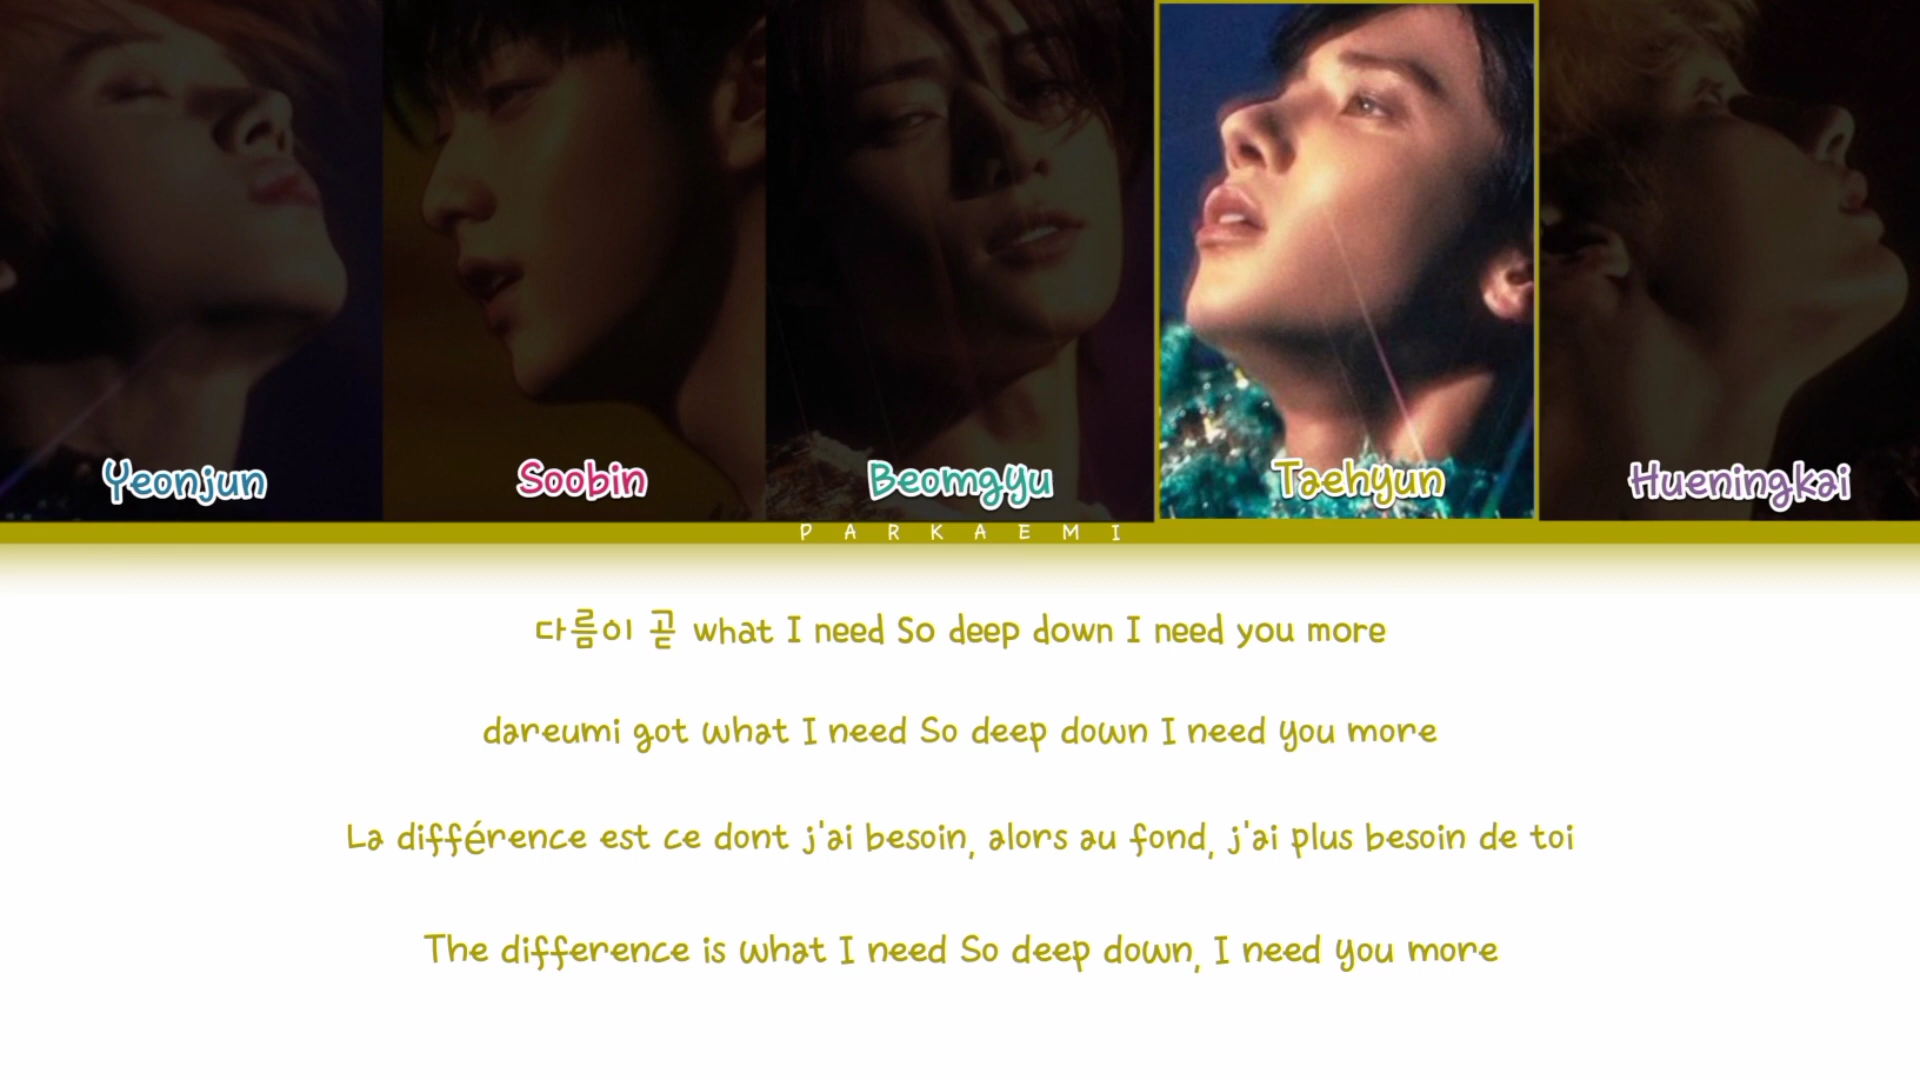 Yeonjun Soobin Beomgyu Taehyun Hueningkai
PARKAEMI
다름이 곧 what I need So deep down I need you more
dareumi got what I need So deep down I need you more
La différence est ce dont j'ai besoin, alors au fond, j'ai plus besoin de toi
The difference is what I need So deep down, I need you more